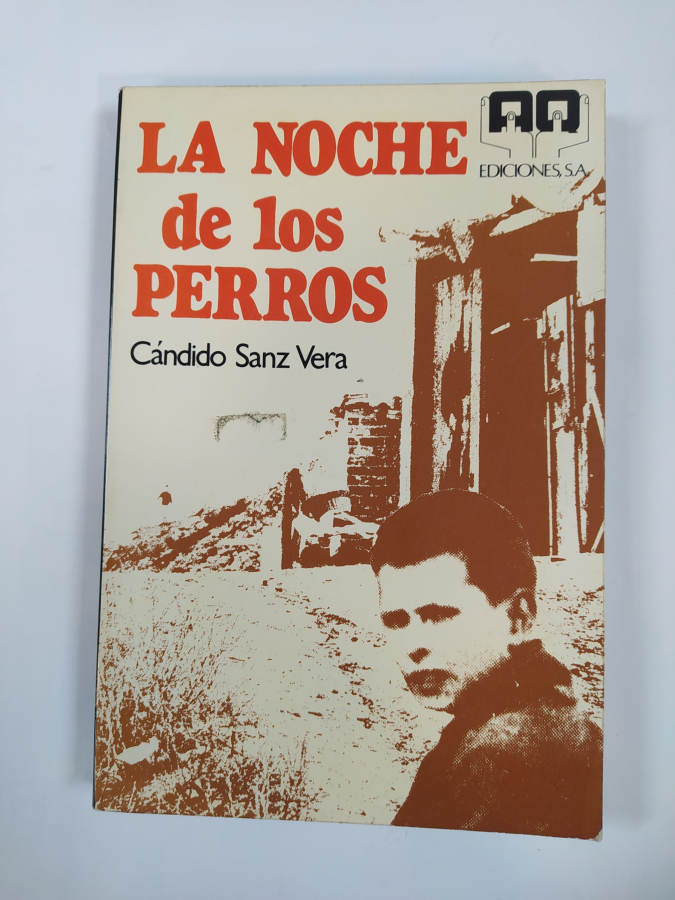 LA NOCHE
de los
PERROS
Cándido Sanz Vera
AQ
EDICIONES, S.A.